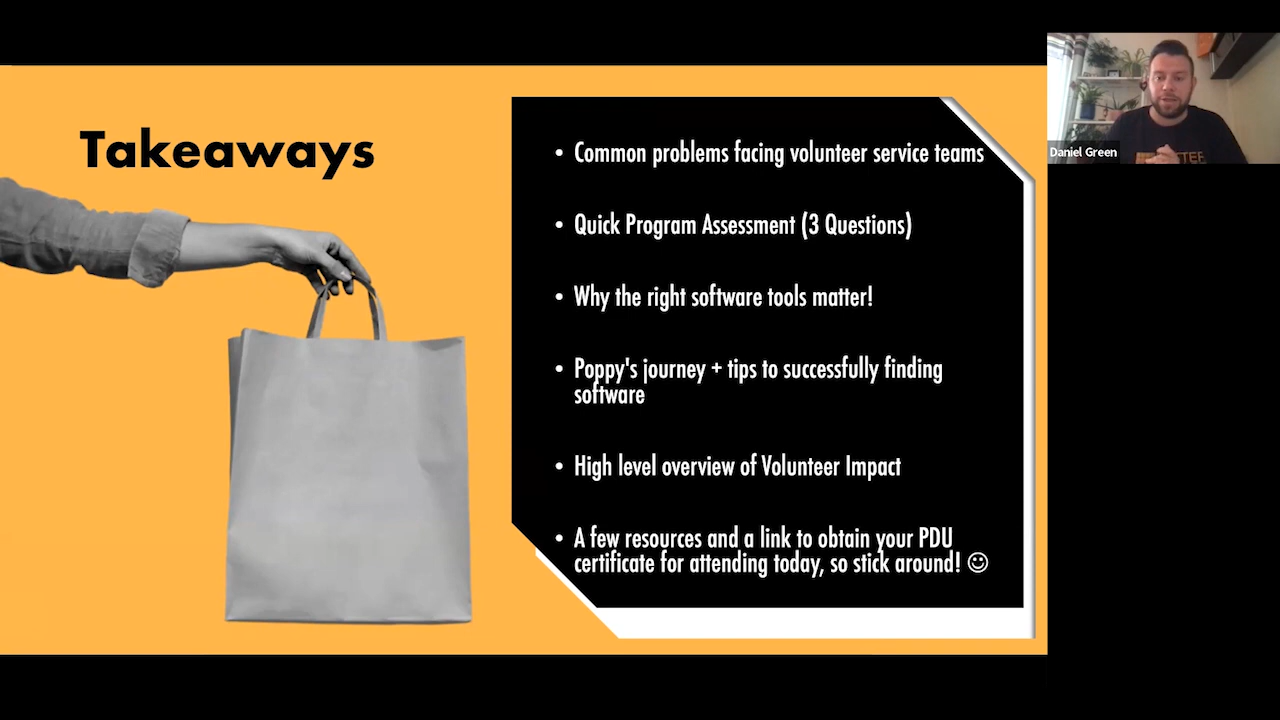 Takeaways
• Common problems facing volunteer service teams
• Quick Program Assessment (3 Questions)
• Why the right software tools matter!
• Poppy's journey + tips to successfully finding
software
• High level overview of Volunteer Impact
• A few resources and a link to obtain your PDU
certificate for attending today, so stick around! ☺
Daniel Green